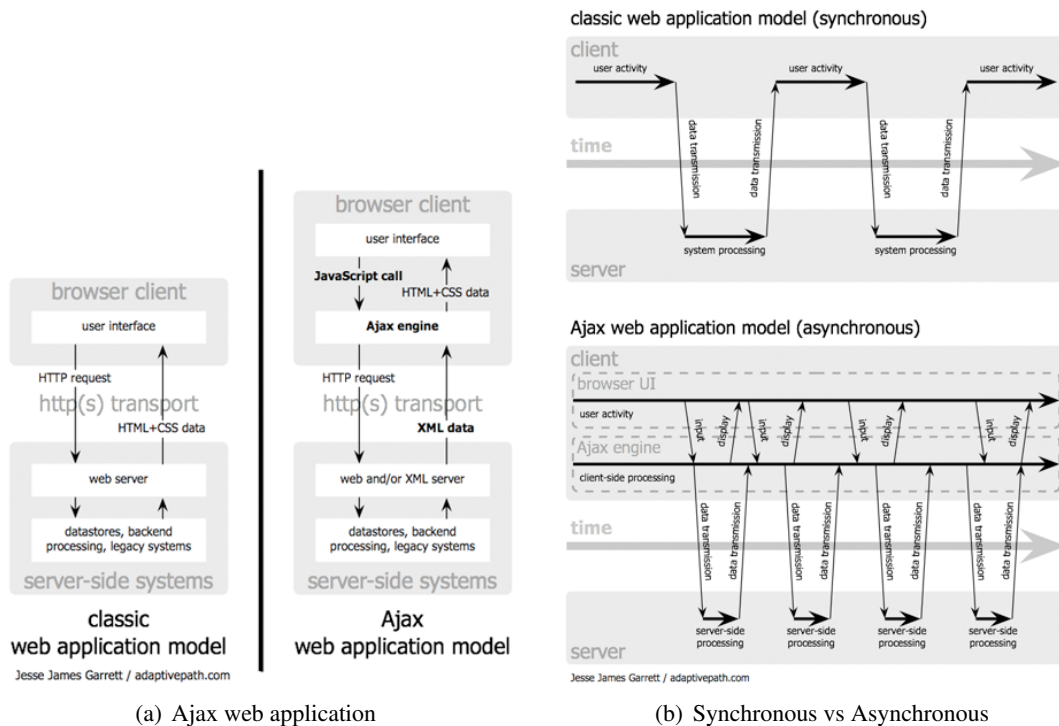 browser client
user interface
HTTP request
http(s) transport
HTML+CSS data
web server
datastores, backend
processing, legacy systems
server-side systems
classic
web application model
Jesse James Garrett / adaptivepath.com
browser client
user interface
JavaScript call
HTML+CSS data
Ajax engine
HTTP request
http(s) transport
XML data
web and/or XML server
datastores, backend
processing, legacy systems
server-side systems
Ajax
web application model
(a) Ajax web application
classic web application model (synchronous)
client
user activity
user activity
user activity
data transmission
data transmission
data transmission
data transmission
time
system processing
system processing
server
Ajax web application model (asynchronous)
client
browser UI
user activity
input
display
input
display
input
display
input
display
Ajax engine
client-side processing
data transmission
data transmission
data transmission
data transmission
data transmission
data transmission
data transmission
data transmission
time
server-side
processing
server-side
processing
server-side
processing
server-side
processing
server
Jesse James Garrett / adaptivepath.com
(b) Synchronous vs Asynchronous